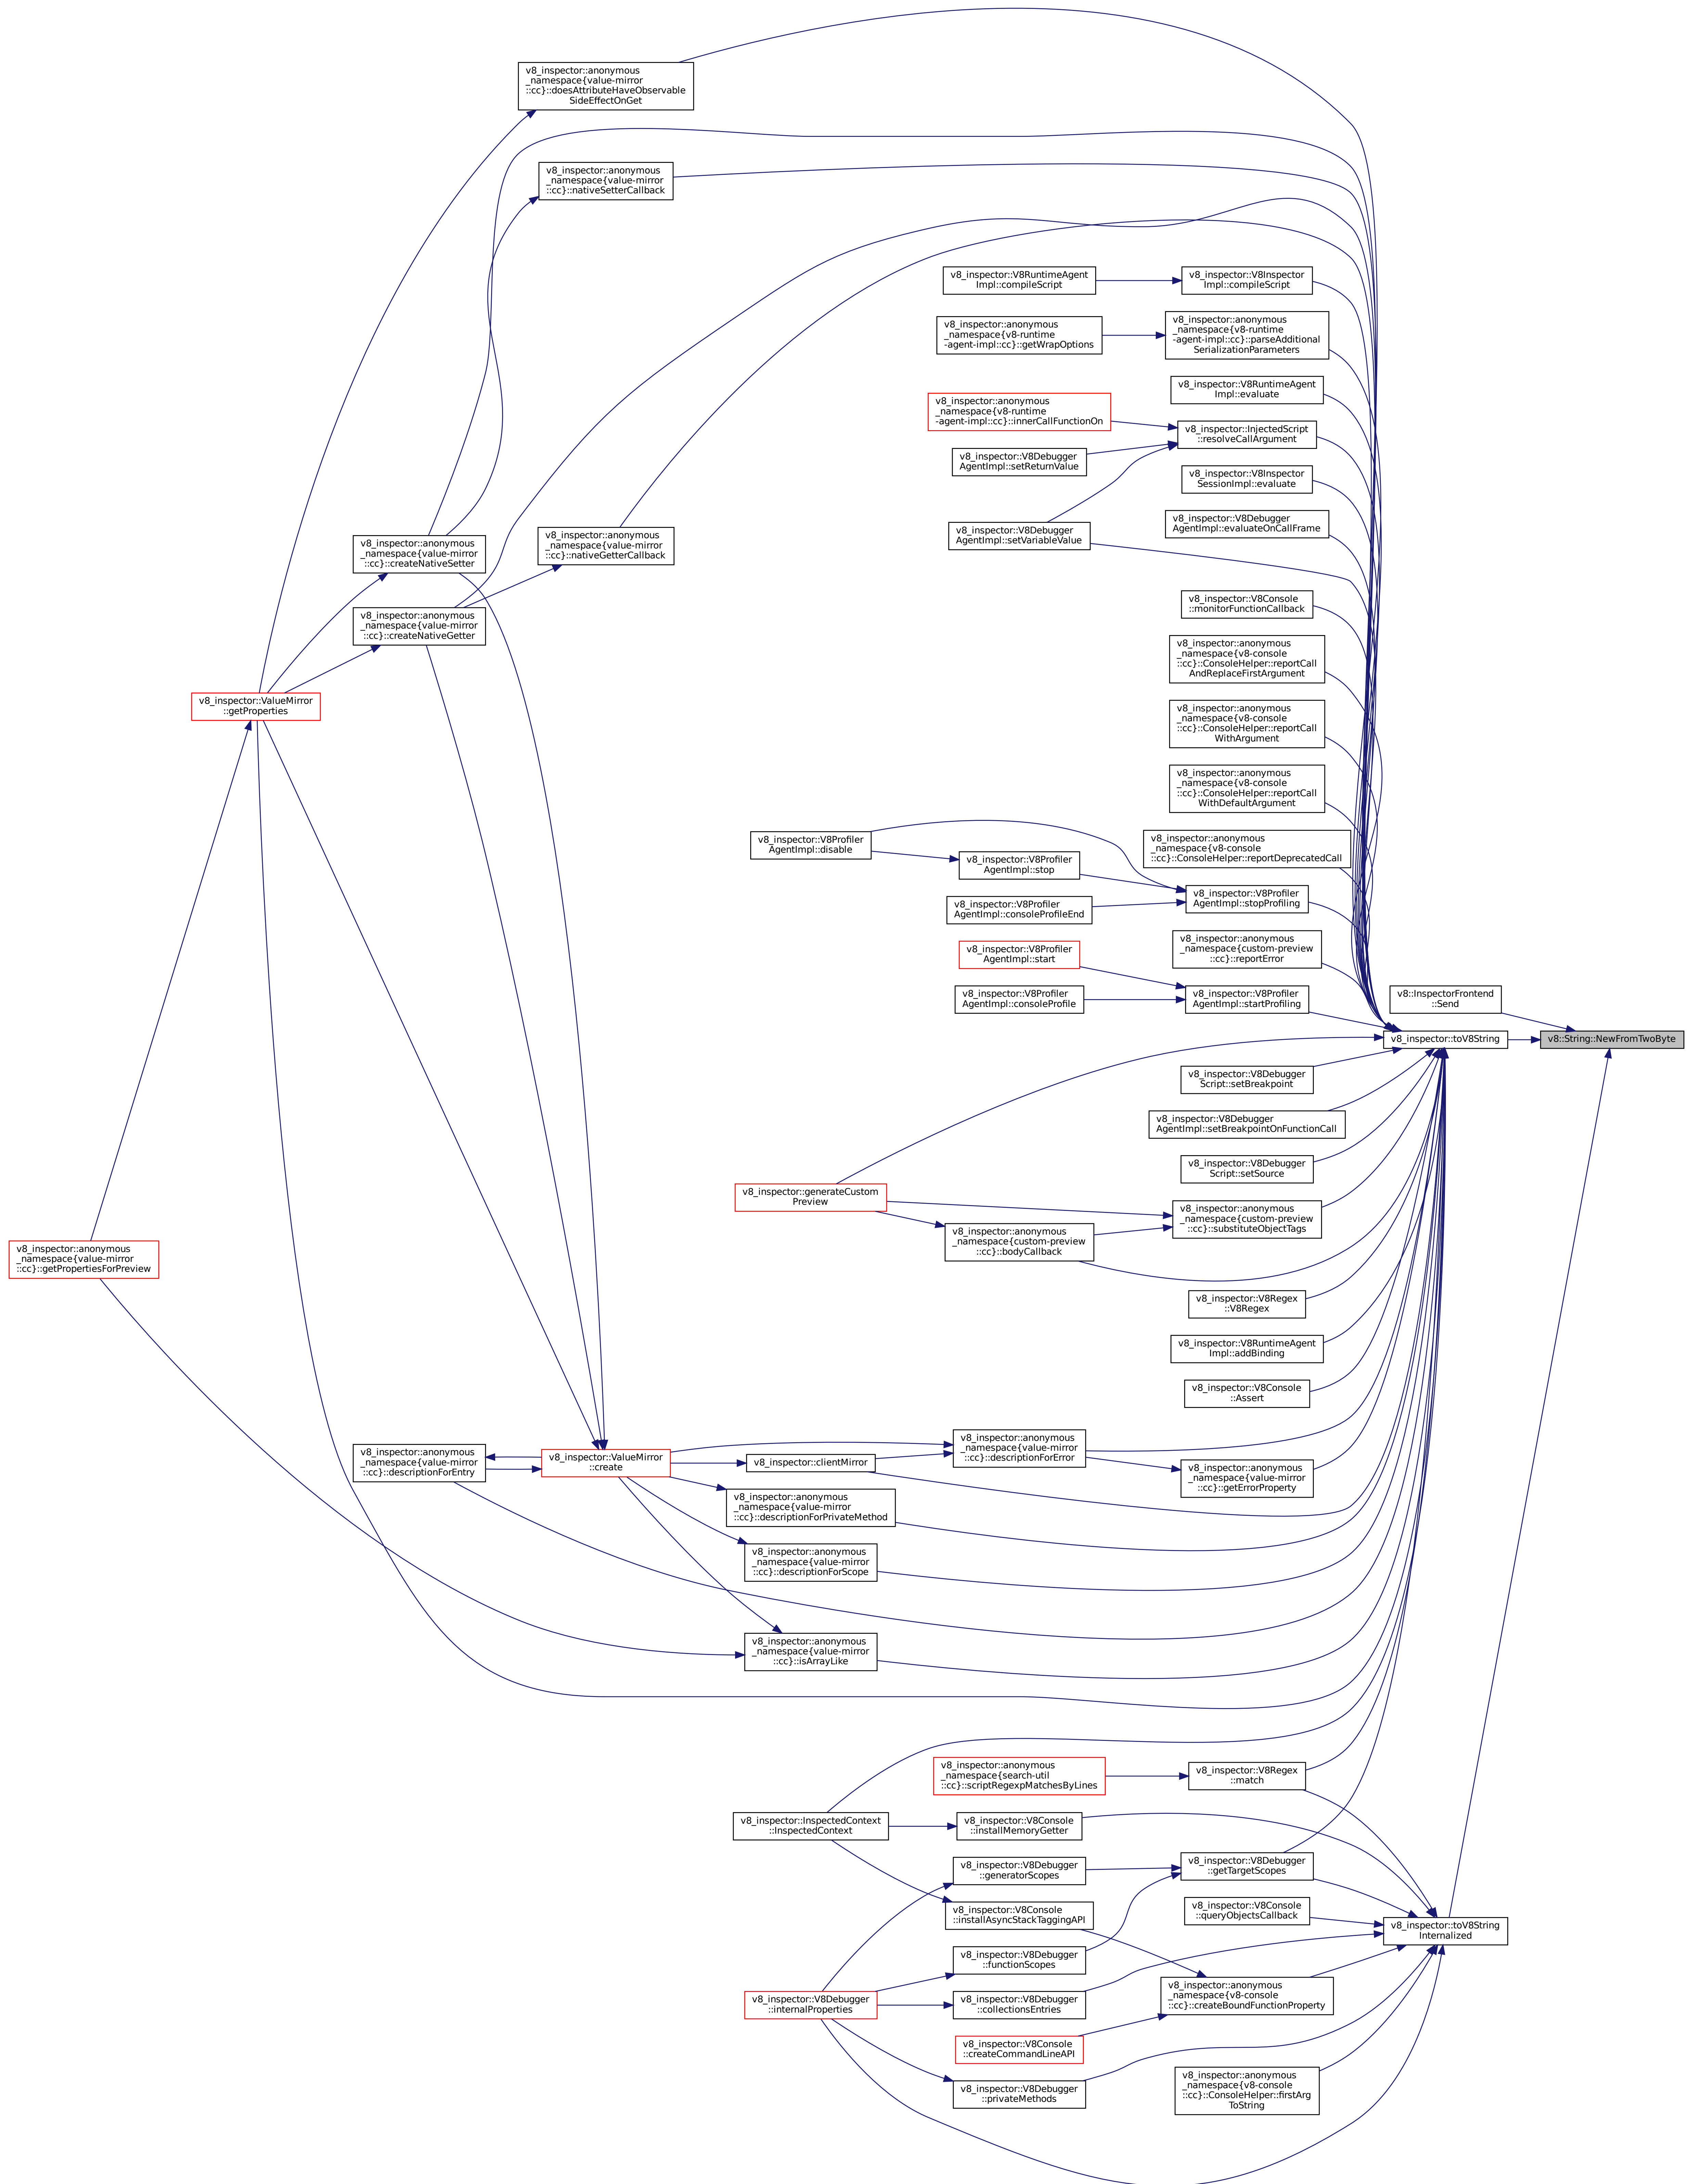 v8_inspector::anonymous
_namespace{value-mirror
::cc}::doesAttributeHaveObservable
SideEffectOnGet
v8_inspector::anonymous
_namespace{value-mirror
::cc}::nativeSetterCallback
v8_inspector::V8RuntimeAgent
Impl::compileScript
v8_inspector::V8Inspector
Impl::compileScript
v8_inspector::anonymous
_namespace{v8-runtime
-agent-impl::cc}::getWrapOptions
v8_inspector::anonymous
_namespace{v8-runtime
-agent-impl::cc}::parseAdditional
SerializationParameters
v8_inspector::V8RuntimeAgent
Impl::evaluate
v8_inspector::anonymous
_namespace{v8-runtime
-agent-impl::cc}::innerCallFunctionOn
v8_inspector::InjectedScript
::resolveCallArgument
v8_inspector::V8Debugger
AgentImpl::setReturnValue
v8_inspector::V8Inspector
SessionImpl::evaluate
v8_inspector::V8Debugger
AgentImpl::evaluateOnCallFrame
v8_inspector::V8Debugger
AgentImpl::setVariableValue
v8_inspector::anonymous
_namespace{value-mirror
::cc}::createNativeSetter
v8_inspector::anonymous
_namespace{value-mirror
::cc}::nativeGetterCallback
v8_inspector::V8Console
::monitorFunctionCallback
v8_inspector::anonymous
_namespace{value-mirror
::cc}::createNativeGetter
v8_inspector::anonymous
_namespace{v8-console
::cc}::ConsoleHelper::reportCall
AndReplaceFirstArgument
v8_inspector::ValueMirror
::getProperties
v8_inspector::anonymous
_namespace{v8-console
::cc}::ConsoleHelper::reportCall
WithArgument
v8_inspector::anonymous
_namespace{v8-console
::cc}::ConsoleHelper::reportCall
WithDefaultArgument
v8_inspector::V8Profiler
AgentImpl::disable
v8_inspector::anonymous
_namespace{v8-console
::cc}::ConsoleHelper::reportDeprecatedCall
v8_inspector::V8Profiler
AgentImpl::stop
v8_inspector::V8Profiler
AgentImpl::stopProfiling
v8_inspector::V8Profiler
AgentImpl::consoleProfileEnd
v8_inspector::anonymous
_namespace{custom-preview
::cc}::reportError
v8_inspector::V8Profiler
AgentImpl::start
v8_inspector::V8Profiler
AgentImpl::consoleProfile
v8_inspector::V8Profiler
AgentImpl::startProfiling
v8::InspectorFrontend
::Send
v8_inspector::toV8String
v8::String::NewFromTwoByte
v8_inspector::V8Debugger
Script::setBreakpoint
v8_inspector::V8Debugger
AgentImpl::setBreakpointOnFunctionCall
v8_inspector::V8Debugger
Script::setSource
v8_inspector::generateCustom
Preview
v8_inspector::anonymous
_namespace{custom-preview
::cc}::substituteObjectTags
v8_inspector::anonymous
_namespace{custom-preview
::cc}::bodyCallback
v8_inspector::anonymous
_namespace{value-mirror
::cc}::getPropertiesForPreview
v8_inspector::V8Regex
::V8Regex
v8_inspector::V8RuntimeAgent
Impl::addBinding
v8_inspector::V8Console
::Assert
v8_inspector::anonymous
_namespace{value-mirror
::cc}::descriptionForEntry
v8_inspector::ValueMirror
::create
v8_inspector::clientMirror
v8_inspector::anonymous
_namespace{value-mirror
::cc}::descriptionForError
v8_inspector::anonymous
_namespace{value-mirror
::cc}::getErrorProperty
v8_inspector::anonymous
_namespace{value-mirror
::cc}::descriptionForPrivateMethod
v8_inspector::anonymous
_namespace{value-mirror
::cc}::descriptionForScope
v8_inspector::anonymous
_namespace{value-mirror
::cc}::isArrayLike
v8_inspector::anonymous
_namespace{search-util
::cc}::scriptRegexpMatchesByLines
v8_inspector::V8Regex
::match
v8_inspector::InspectedContext
::InspectedContext
v8_inspector::V8Console
::installMemoryGetter
v8_inspector::V8Debugger
::generatorScopes
v8_inspector::V8Debugger
::getTargetScopes
v8_inspector::V8Console
::installAsyncStackTaggingAPI
v8_inspector::V8Console
::queryObjectsCallback
v8_inspector::toV8String
Internalized
v8_inspector::V8Debugger
::functionScopes
v8_inspector::V8Debugger
::internalProperties
v8_inspector::V8Debugger
::collectionsEntries
v8_inspector::anonymous
_namespace{v8-console
::cc}::createBoundFunctionProperty
v8_inspector::V8Console
::createCommandLineAPI
v8_inspector::V8Debugger
::privateMethods
v8_inspector::anonymous
_namespace{v8-console
::cc}::ConsoleHelper::firstArg
ToString